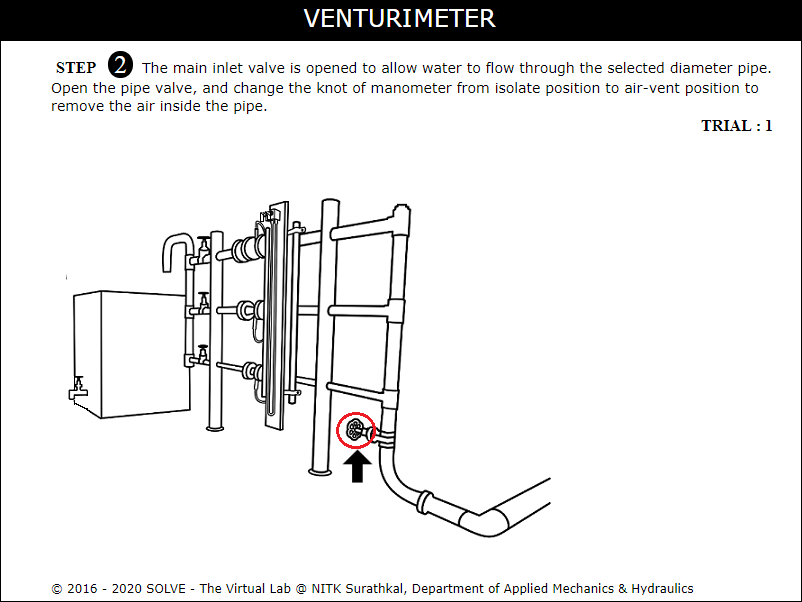 VENTURIMETER
STEP 2 The main inlet valve is opened to allow water to flow through the selected diameter pipe.
Open the pipe valve, and change the knot of manometer from isolate position to air-vent position to
remove the air inside the pipe.
TRIAL : 1
© 2016 - 2020 SOLVE - The Virtual Lab @ NITK Surathkal, Department of Applied Mechanics & Hydraulics